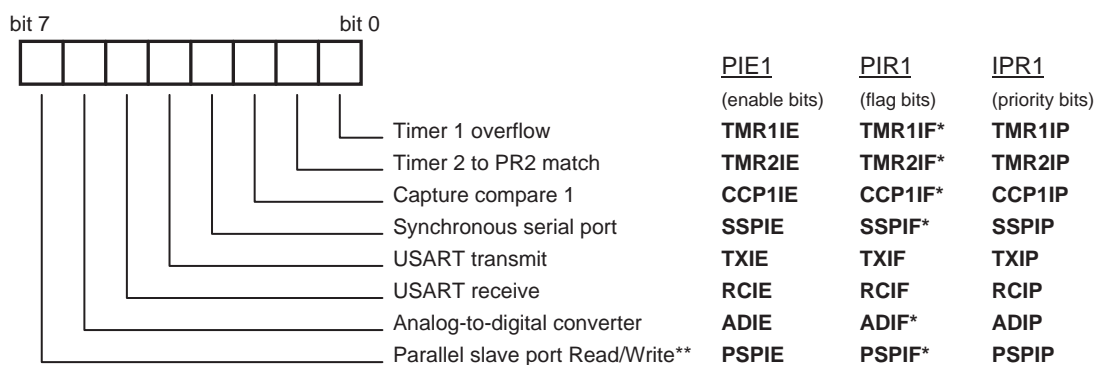 bit 7 bit 0
PIE1 PIR1 IPR1
(enable bits) (flag bits) (priority bits)
Timer 1 overflow TMR1IE TMR1IF* TMR1IP
Timer 2 to PR2 match TMR2IE TMR2IF* TMR2IP
Capture compare 1 CCP1IE CCP1IF* CCP1IP
Synchronous serial port SSPIE SSPIF* SSPIP
USART transmit TXIE TXIF TXIP
USART receive RCIE RCIF RCIP
Analog-to-digital converter ADIE ADIF* ADIP
Parallel slave port Read/Write** PSPIE PSPIF* PSPIP